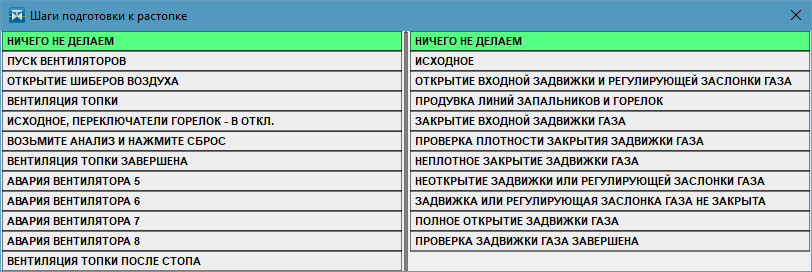 Шаги подготовки к растопке
НИЧЕГО НЕ ДЕЛАЕМ
ПУСК ВЕНТИЛЯТОРОВ
ОТКРЫТИЕ ШИБЕРОВ ВОЗДУХА
ВЕНТИЛЯЦИЯ ТОПКИ
ИСХОДНОЕ, ПЕРЕКЛЮЧАТЕЛИ ГОРЕЛОК - В ОТКЛ.
ВОЗЬМИТЕ АНАЛИЗ И НАЖМИТЕ СБРОС
ВЕНТИЛЯЦИЯ ТОПКИ ЗАВЕРШЕНА
АВАРИЯ ВЕНТИЛЯТОРА 5
АВАРИЯ ВЕНТИЛЯТОРА 6
АВАРИЯ ВЕНТИЛЯТОРА 7
АВАРИЯ ВЕНТИЛЯТОРА 8
ВЕНТИЛЯЦИЯ ТОПКИ ПОСЛЕ СТОПА
НИЧЕГО НЕ ДЕЛАЕМ
ИСХОДНОЕ
ОТКРЫТИЕ ВХОДНОЙ ЗАДВИЖКИ И РЕГУЛИРУЮЩЕЙ ЗАСЛОНКИ ГАЗА
ПРОДУВКА ЛИНИЙ ЗАПАЛЬНИКОВ И ГОРЕЛОК
ЗАКРЫТИЕ ВХОДНОЙ ЗАДВИЖКИ ГАЗА
ПРОВЕРКА ПЛОТНОСТИ ЗАКРЫТИЯ ЗАДВИЖКИ ГАЗА
НЕПЛОТНОЕ ЗАКРЫТИЕ ЗАДВИЖКИ ГАЗА
НЕОТКРЫТИЕ ЗАДВИЖКИ ИЛИ РЕГУЛИРУЮЩЕЙ ЗАСЛОНКИ ГАЗА
ЗАДВИЖКА ИЛИ РЕГУЛИРУЮЩАЯ ЗАСЛОНКА ГАЗА НЕ ЗАКРЫТА
ПОЛНОЕ ОТКРЫТИЕ ЗАДВИЖКИ ГАЗА
ПРОВЕРКА ЗАДВИЖКИ ГАЗА ЗАВЕРШЕНА